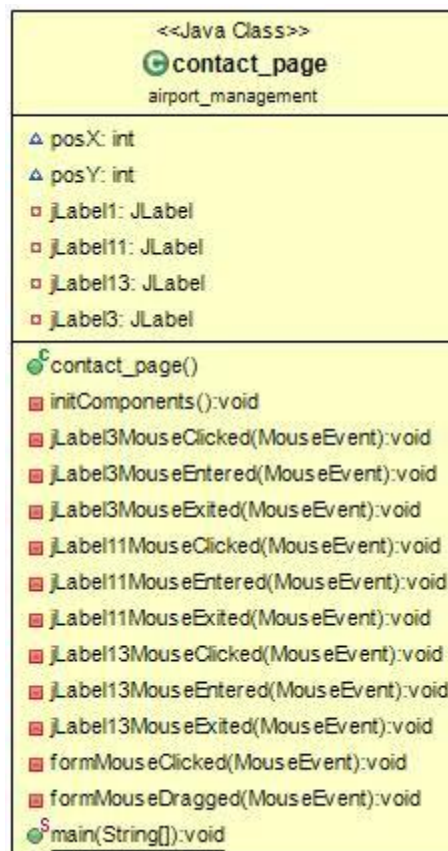 <<Java Class>>
contact_page
airport_management
posX: int
posY: int
jLabel1: JLabel
jLabel11: JLabel
jLabel13: JLabel
jLabel3: JLabel
contact_page()
initComponents():void
jLabel3MouseClicked(MouseEvent):void
jLabel3MouseEntered(MouseEvent):void
jLabel3MouseExited(MouseEvent):void
jLabel11MouseClicked(MouseEvent):void
jLabel11MouseEntered(MouseEvent):void
jLabel11MouseExited(MouseEvent):void
jLabel13MouseClicked(MouseEvent):void
jLabel13MouseEntered(MouseEvent):void
jLabel13MouseExited(MouseEvent):void
formMouseClicked(MouseEvent):void
formMouseDragged(MouseEvent):void
main(String[]):void